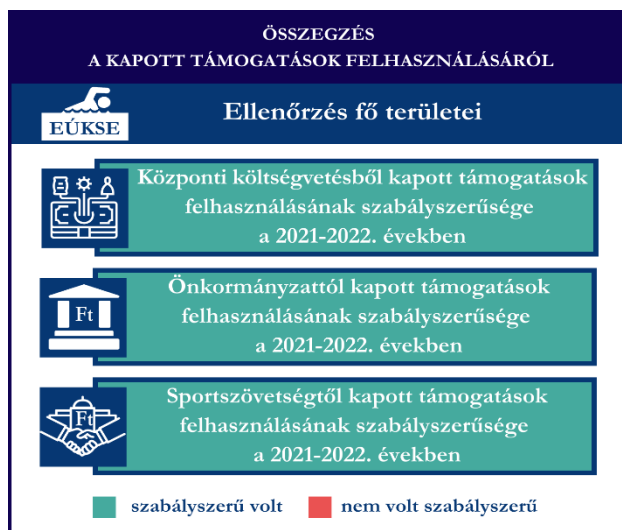 ÖSSZEGZÉS
A KAPOTT TÁMOGATÁSOK FELHASZNÁLÁSÁRÓL
EÚKSE
Ellenőrzés fő területei
Központi költségvetésből kapott támogatások
felhasználásának szabályszerűsége
a 2021-2022. években
Ft
Önkormányzattól kapott támogatások
felhasználásának szabályszerűsége
a 2021-2022. években
Ft
Sportszövetségtől kapott támogatások
felhasználásának szabályszerűsége
a 2021-2022. években
szabályszerű volt
nem volt szabályszerű